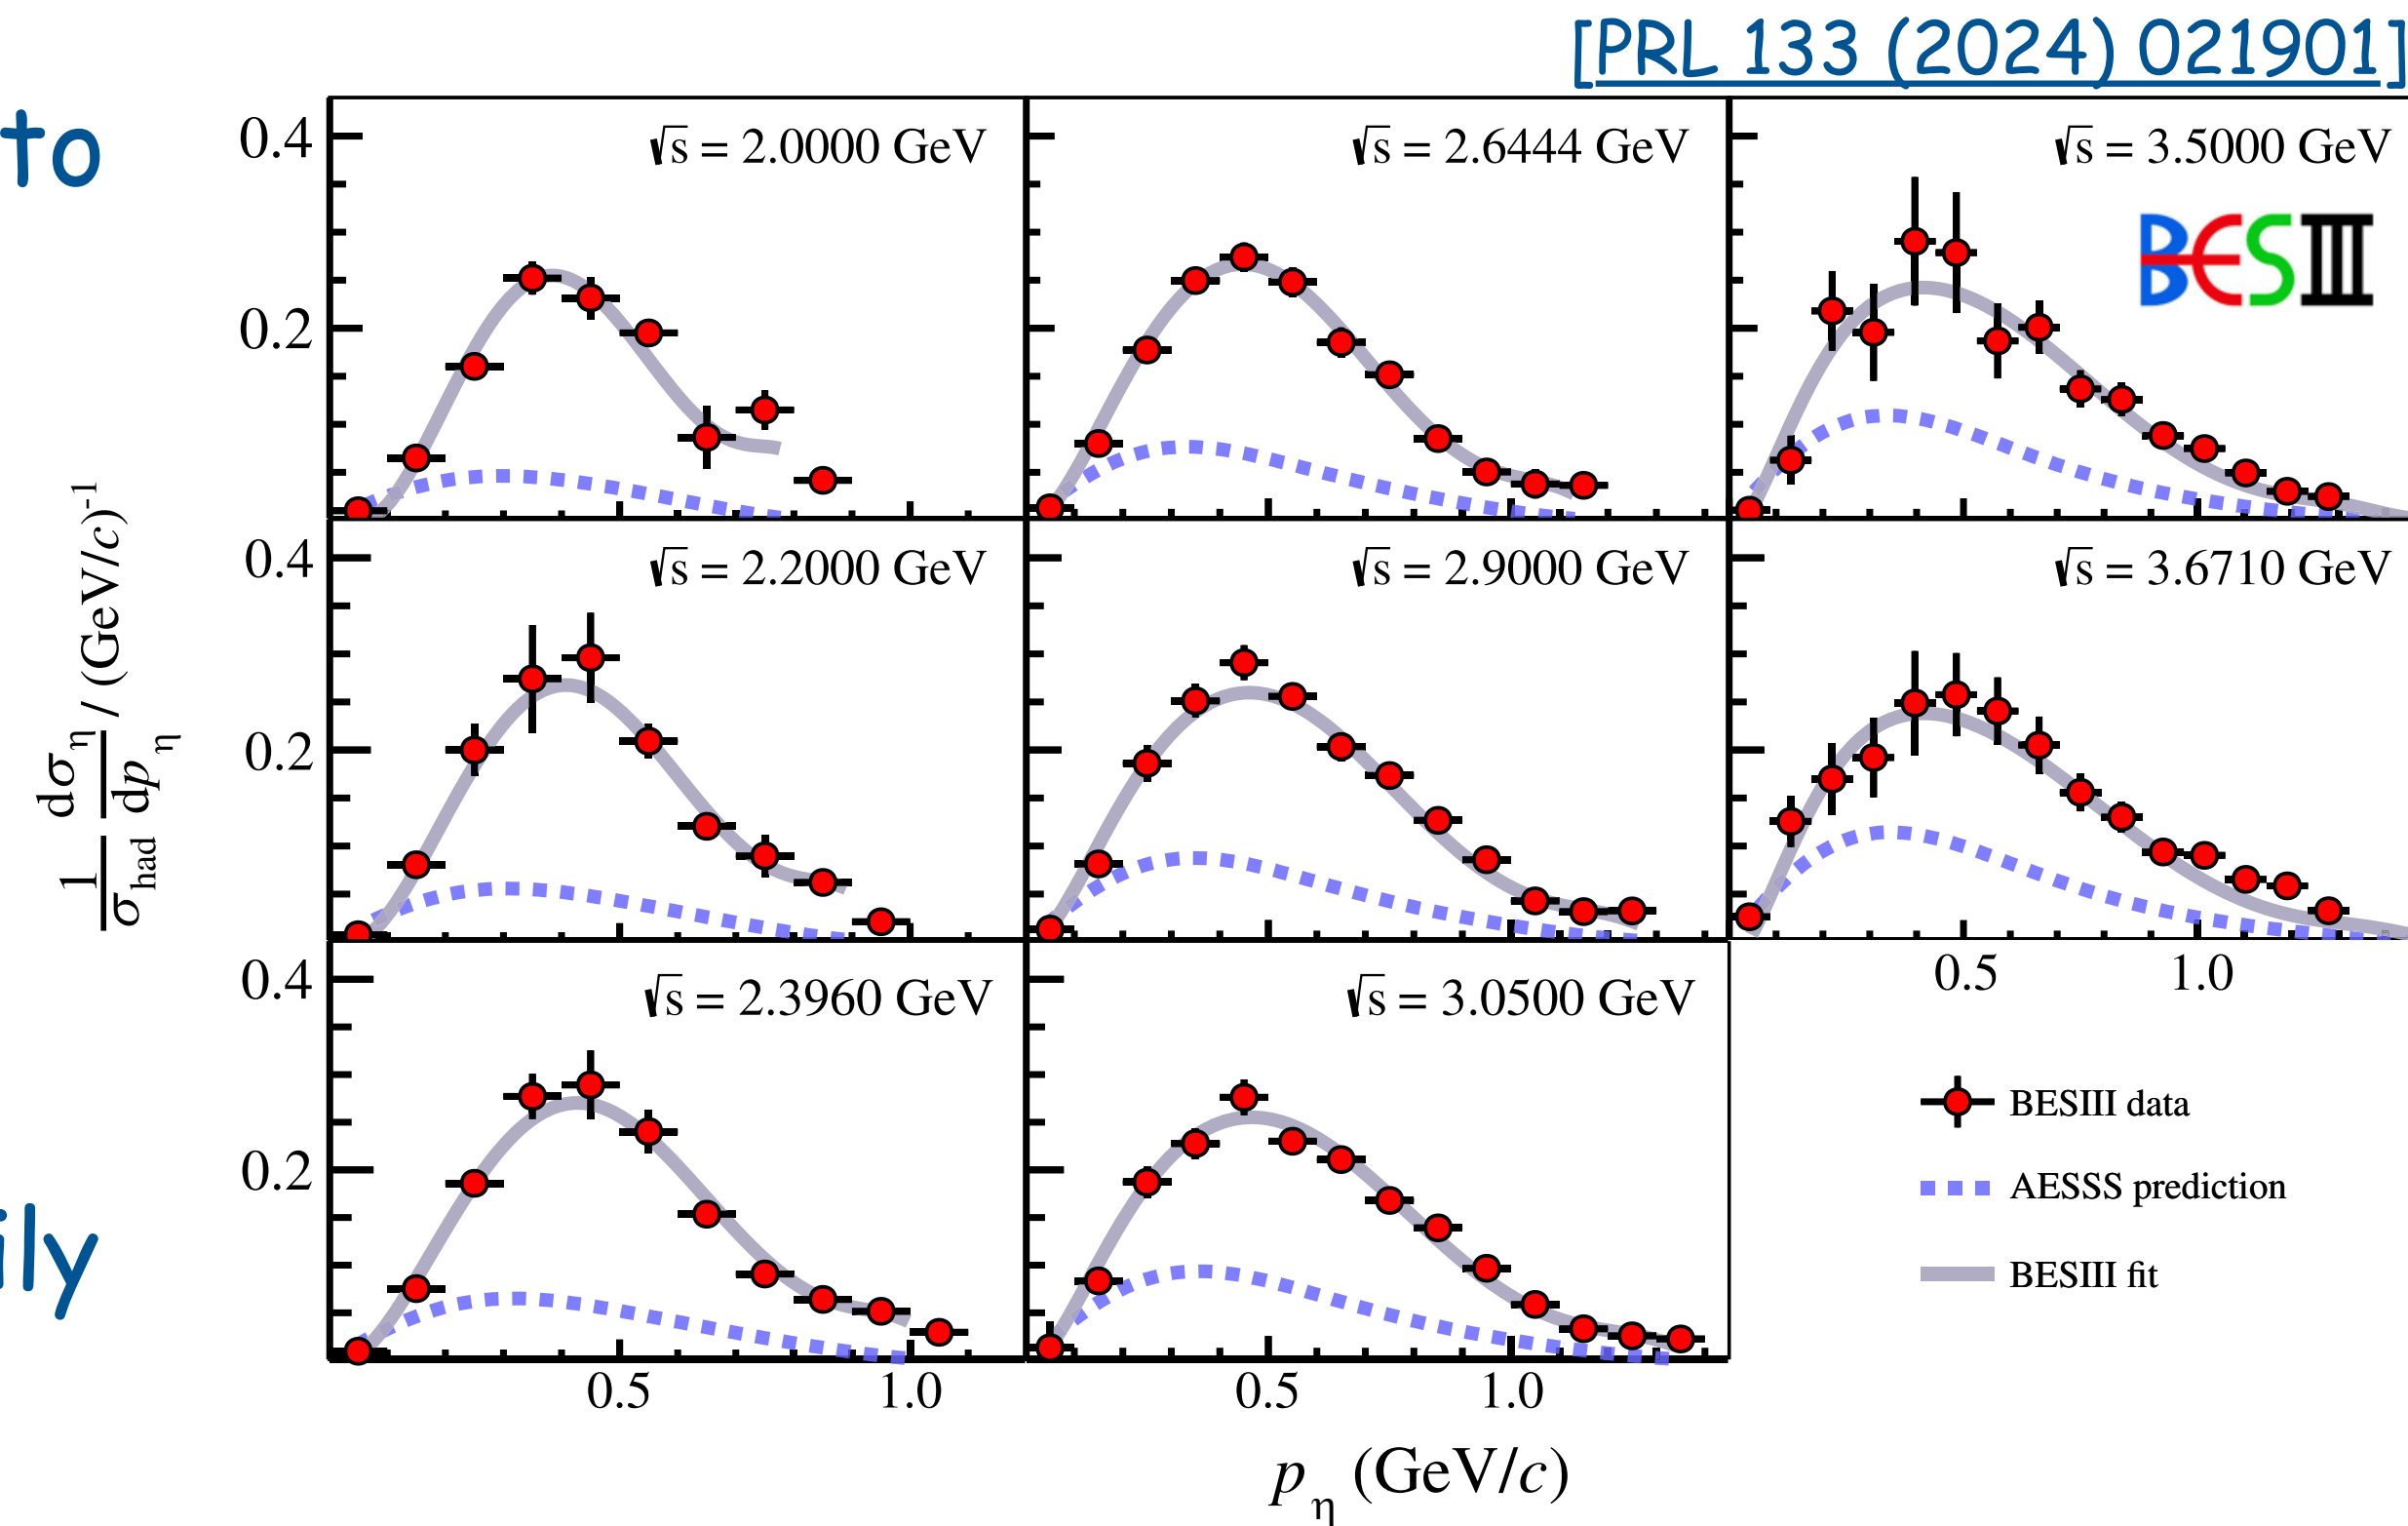 [PRL 133 (2024) 021901]
to
ily
1/σhad dση/dpη / (GeV/c)⁻¹
0.4
0.2
√s = 2.0000 GeV
√s = 2.6444 GeV
√s = 3.5000 GeV
BESIII
0.4
0.2
√s = 2.2000 GeV
√s = 2.9000 GeV
√s = 3.6710 GeV
0.5 1.0
0.4
0.2
√s = 2.3960 GeV
√s = 3.0500 GeV
BESIII data
AESSS prediction
BESIII fit
0.5 1.0
0.5 1.0
pη (GeV/c)